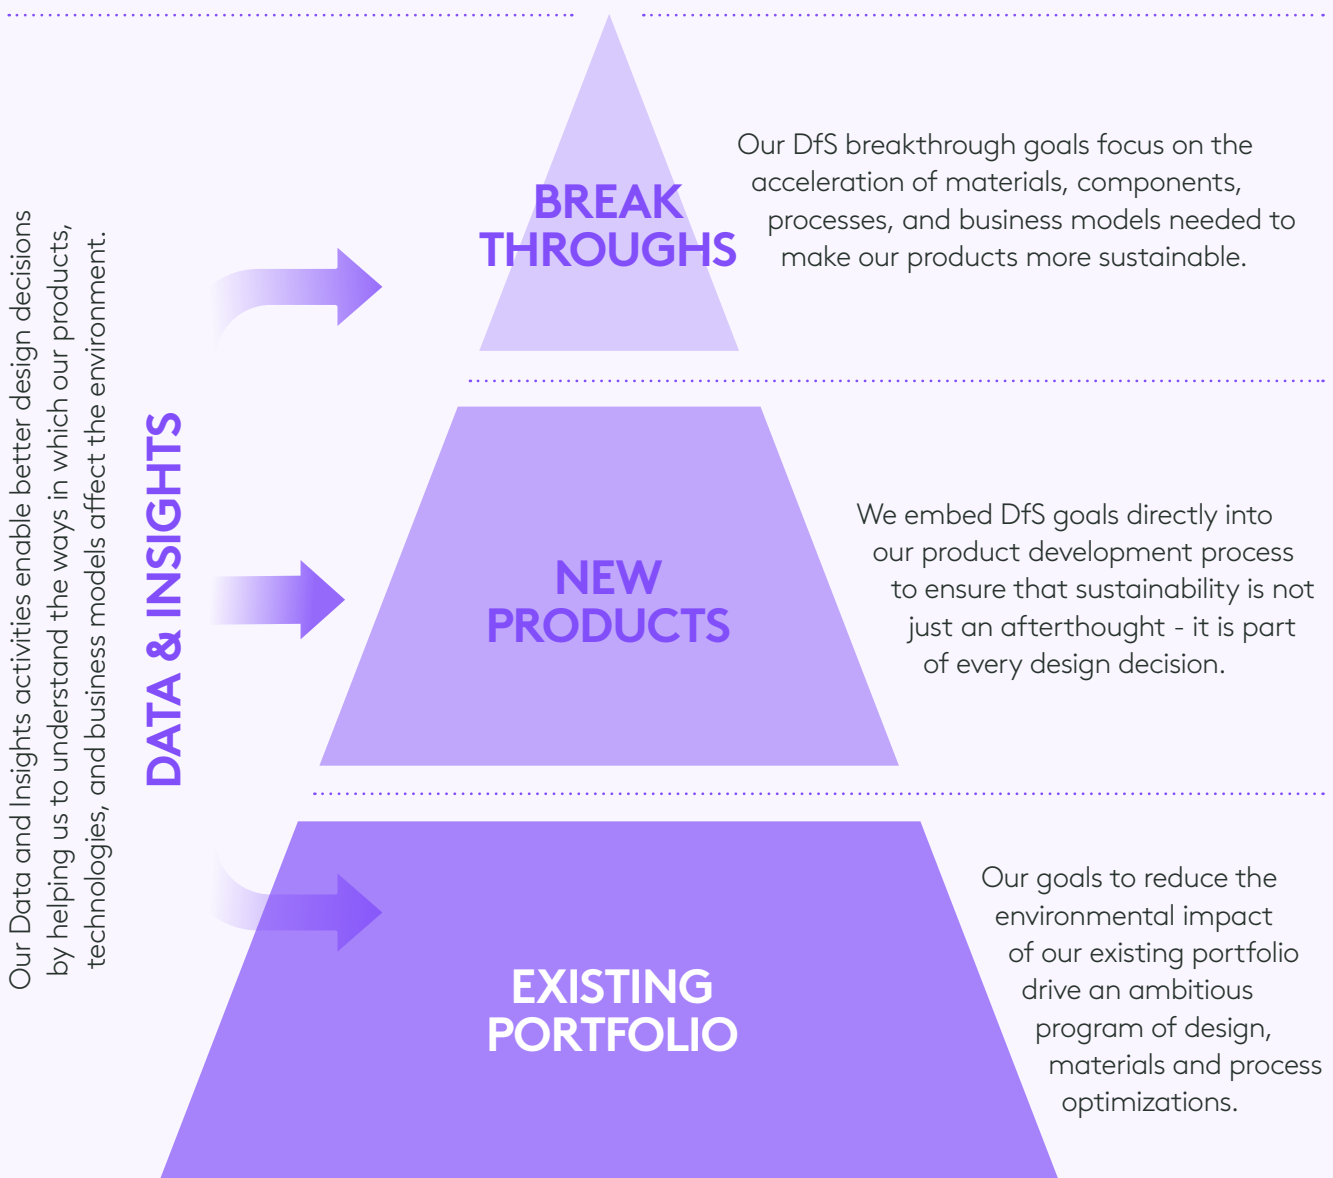 Our Data and Insights activities enable better design decisions
by helping us to understand the ways in which our products,
technologies, and business models affect the environment.
DATA & INSIGHTS
BREAK
THROUGHS
Our DfS breakthrough goals focus on the
acceleration of materials, components,
processes, and business models needed to
make our products more sustainable.
NEW
PRODUCTS
We embed DfS goals directly into
our product development process
to ensure that sustainability is not
just an afterthought - it is part
of every design decision.
EXISTING
PORTFOLIO
Our goals to reduce the
environmental impact
of our existing portfolio
drive an ambitious
program of design,
materials and process
optimizations.